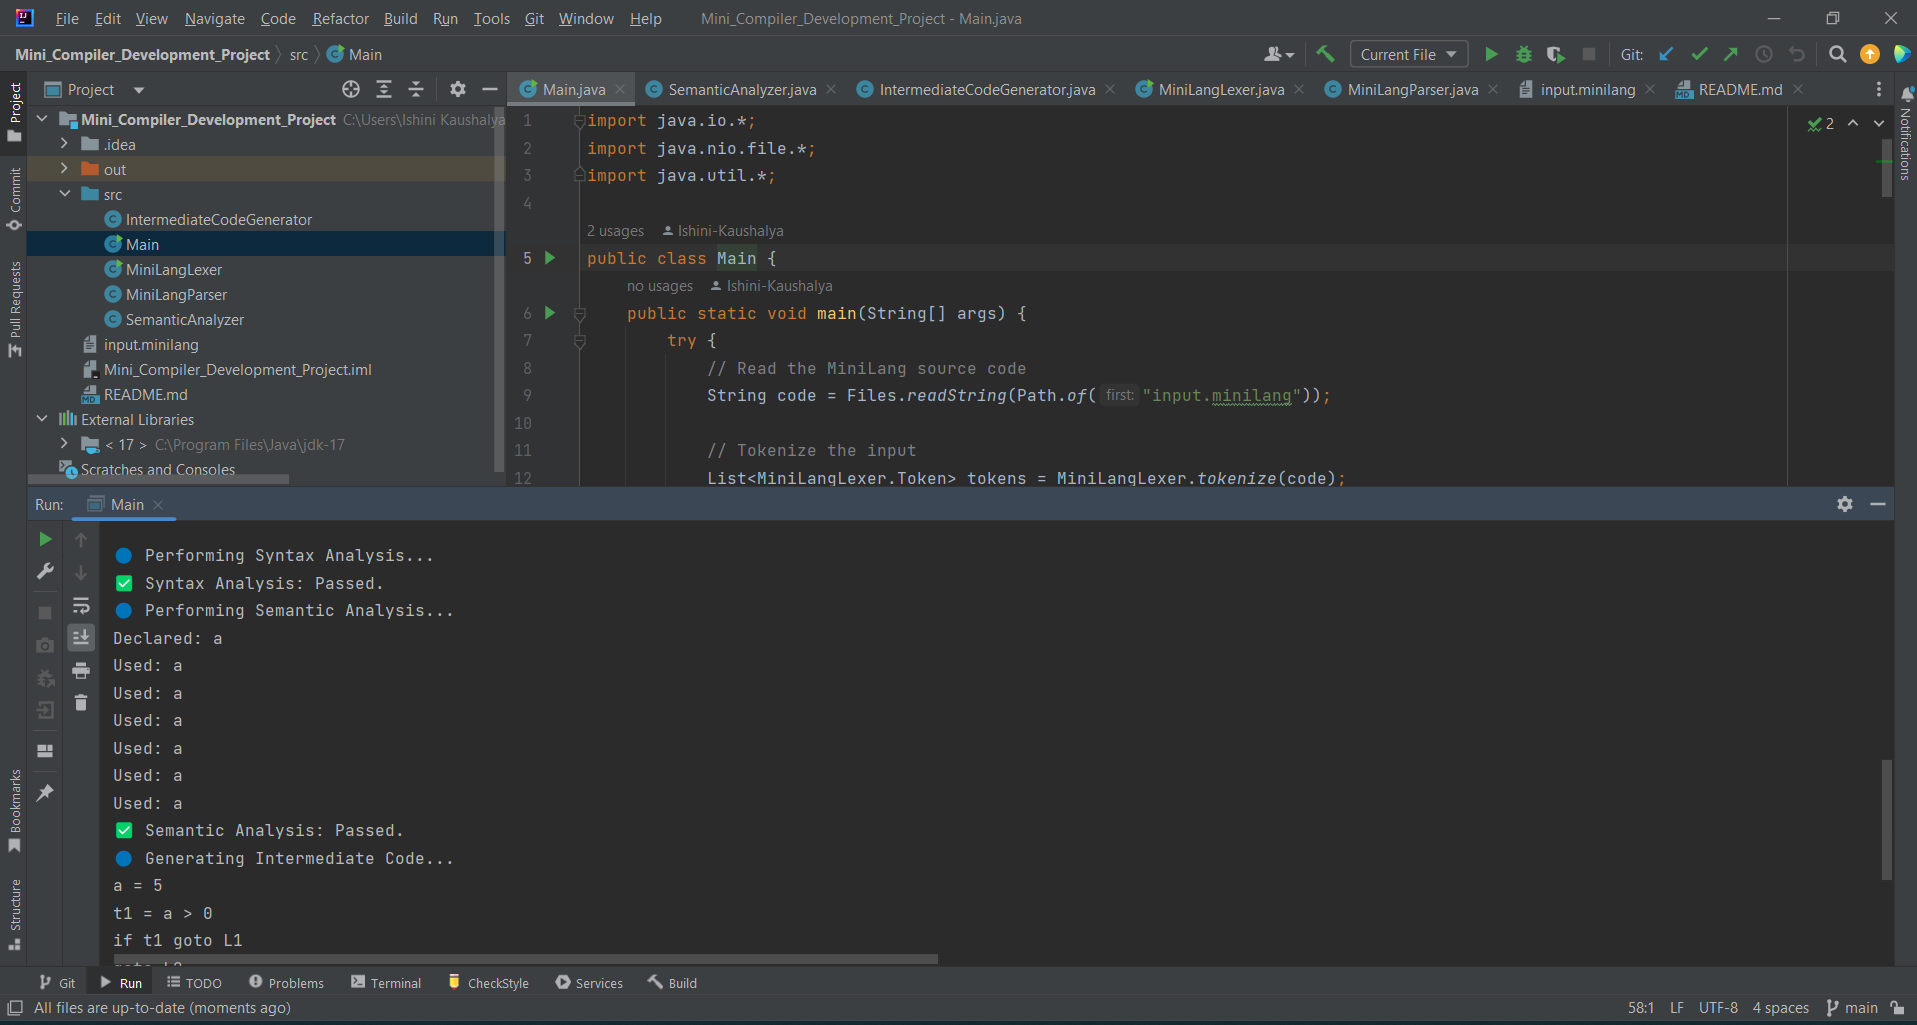 File Edit View Navigate Code Refactor Build Run Tools Git Window Help Mini_Compiler_Development_Project - Main.java
Mini_Compiler_Development_Project src Main Current File Git:
Project
Main.java SemanticAnalyzer.java IntermediateCodeGenerator.java MiniLangLexer.java MiniLangParser.java input.minilang README.md
Project
Commit
Pull Requests
Mini_Compiler_Development_Project C:\Users\Ishini Kaushalya
.idea
out
src
IntermediateCodeGenerator
Main
MiniLangLexer
MiniLangParser
SemanticAnalyzer
input.minilang
Mini_Compiler_Development_Project.iml
README.md
External Libraries
< 17 > C:\Program Files\Java\jdk-17
Scratches and Consoles
1 import java.io.*;
2 import java.nio.file.*;
3 import java.util.*;
4
2 usages Ishini-Kaushalya
5 public class Main {
no usages Ishini-Kaushalya
6 public static void main(String[] args) {
7 try {
8 // Read the MiniLang source code
9 String code = Files.readString(Path.of( first: "input.minilang"));
10
11 // Tokenize the input
12 List<MiniLangLexer.Token> tokens = MiniLangLexer.tokenize(code);
2
Notifications
Run: Main
Performing Syntax Analysis...
Syntax Analysis: Passed.
Performing Semantic Analysis...
Declared: a
Used: a
Used: a
Used: a
Used: a
Used: a
Used: a
Semantic Analysis: Passed.
Generating Intermediate Code...
a = 5
t1 = a > 0
if t1 goto L1
Bookmarks
Structure
Git Run TODO Problems Terminal CheckStyle Services Build
All files are up-to-date (moments ago) 58:1 LF UTF-8 4 spaces main